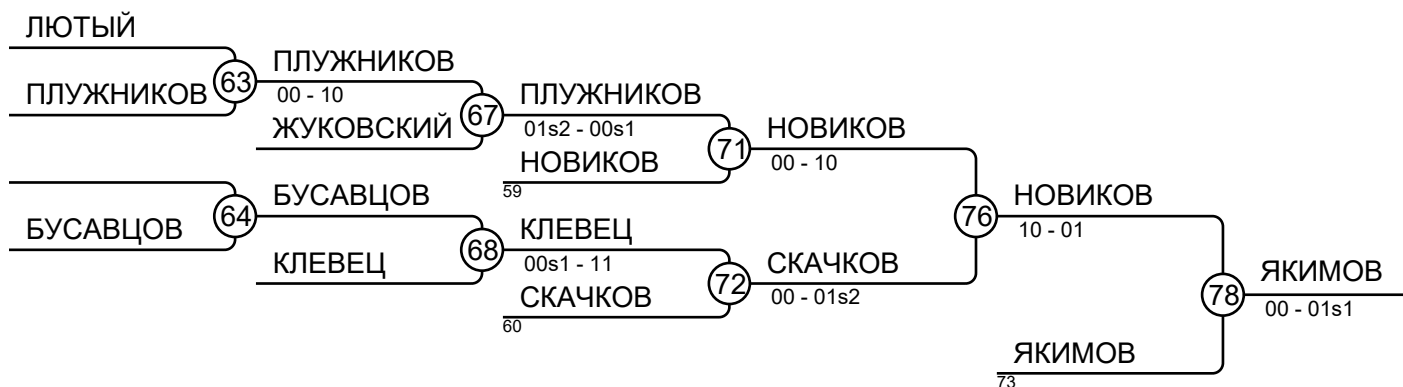 ЛЮТЫЙ
ПЛУЖНИКОВ
63
ПЛУЖНИКОВ
00 - 10
ЖУКОВСКИЙ
67
ПЛУЖНИКОВ
01s2 - 00s1
НОВИКОВ
59
71
НОВИКОВ
00 - 10
БУСАВЦОВ
64
БУСАВЦОВ
КЛЕВЕЦ
68
КЛЕВЕЦ
00s1 - 11
СКАЧКОВ
60
72
СКАЧКОВ
00 - 01s2
76
НОВИКОВ
10 - 01
ЯКИМОВ
73
78
ЯКИМОВ
00 - 01s1